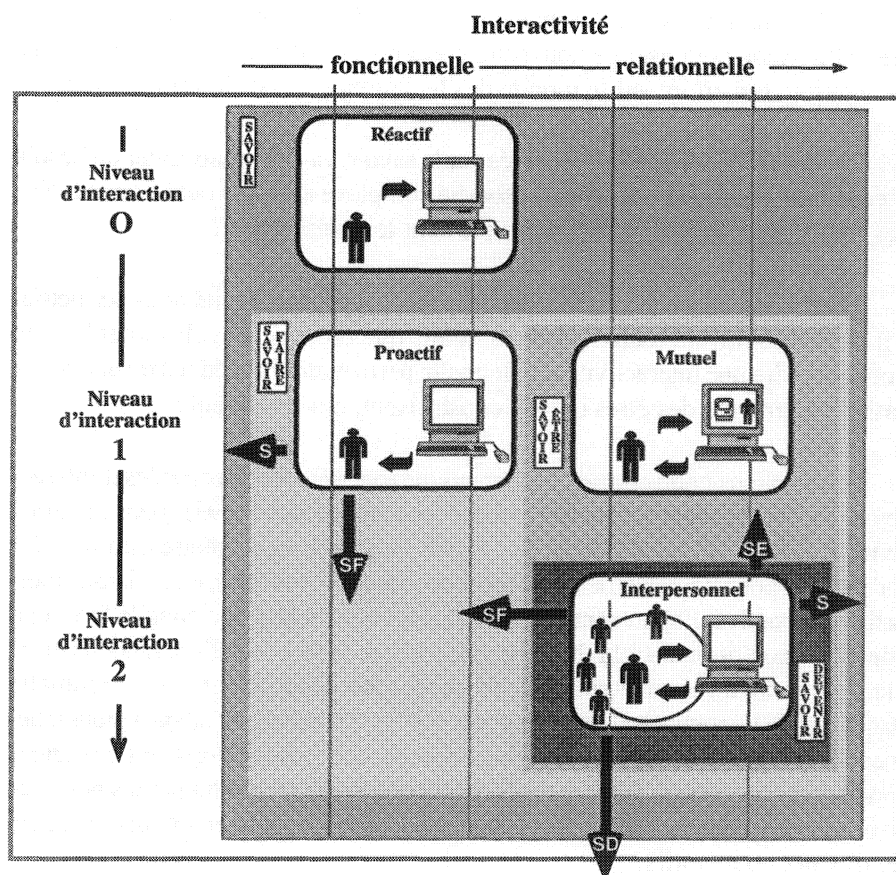 Interactivité
fonctionnelle relationnelle
SAVOIR
Réactif
Niveau
d'interaction
O
SAVOIR
FAIRE
Proactif
Mutuel
SAVOIR
ÊTRE
Niveau
d'interaction
1
S
SF
SE
Interpersonnel
SF
S
Niveau
d'interaction
2
SAVOIR
DEVENIR
SD